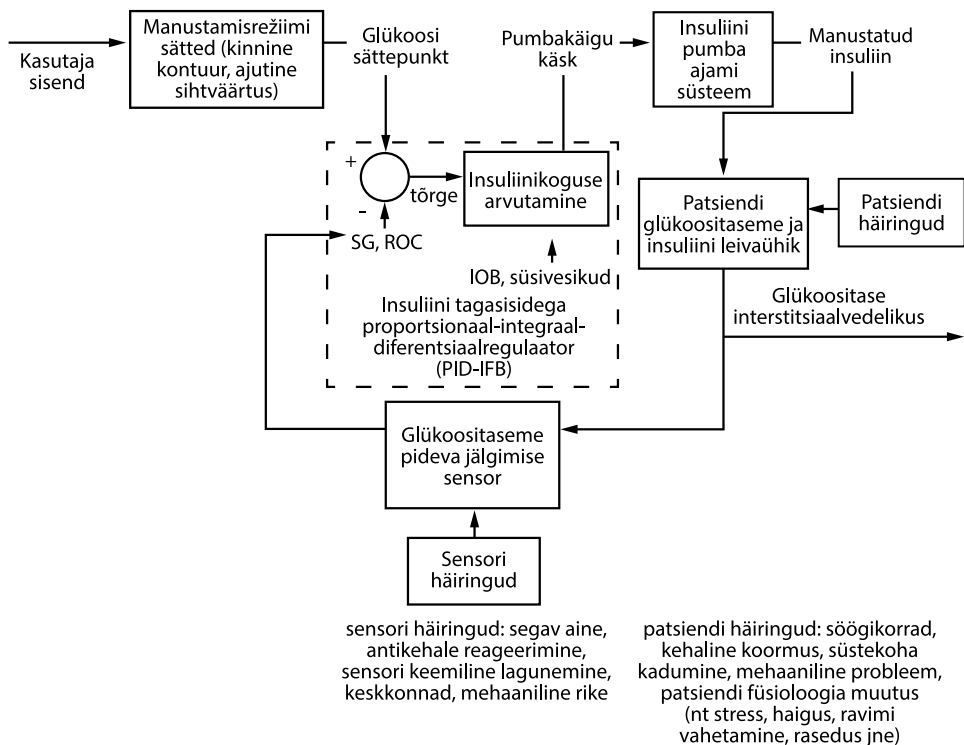 Kasutaja
sisend
Manustamisrežiimi
sätted (kinnine
kontuur, ajutine
sihtväärtus)
Glükoosi
sättepunkt
Pumbakäigu
käsk
Insuliini
pumba
ajami
süsteem
Manustatud
insuliin
+
-
tõrge
Insuliinikoguse
arvutamine
SG, ROC
IOB, süsivesikud
Insuliini tagasisidega
proportsionaal-integraal-
diferentsiaalregulaator
(PID-IFB)
Patsiendi
glükoositaseme ja
insuliini leivaühik
Patsiendi
häiringud
Glükoositase
interstitsiaalvedelikus
Glükoositaseme
pideva jälgimise
sensor
Sensori
häiringud
sensori häiringud: segav aine,
antikehale reageerimine,
sensori keemiline lagunemine,
keskkonnad, mehaaniline rike
patsiendi häiringud: söögikorrad,
kehaline koormus, süstekoha
kadumine, mehaaniline probleem,
patsiendi füsioloogia muutus
(nt stress, haigus, ravimi
vahetamine, rasedus jne)